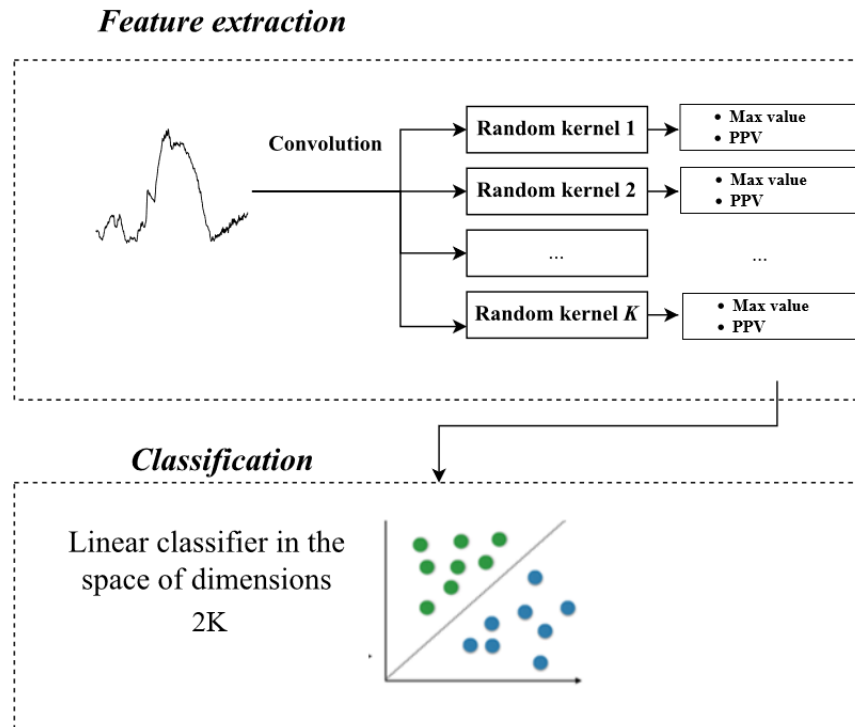 Feature extraction
Convolution
Random kernel 1
• Max value
• PPV
Random kernel 2
• Max value
• PPV
...
...
Random kernel K
• Max value
• PPV
Classification
Linear classifier in the
space of dimensions
2K